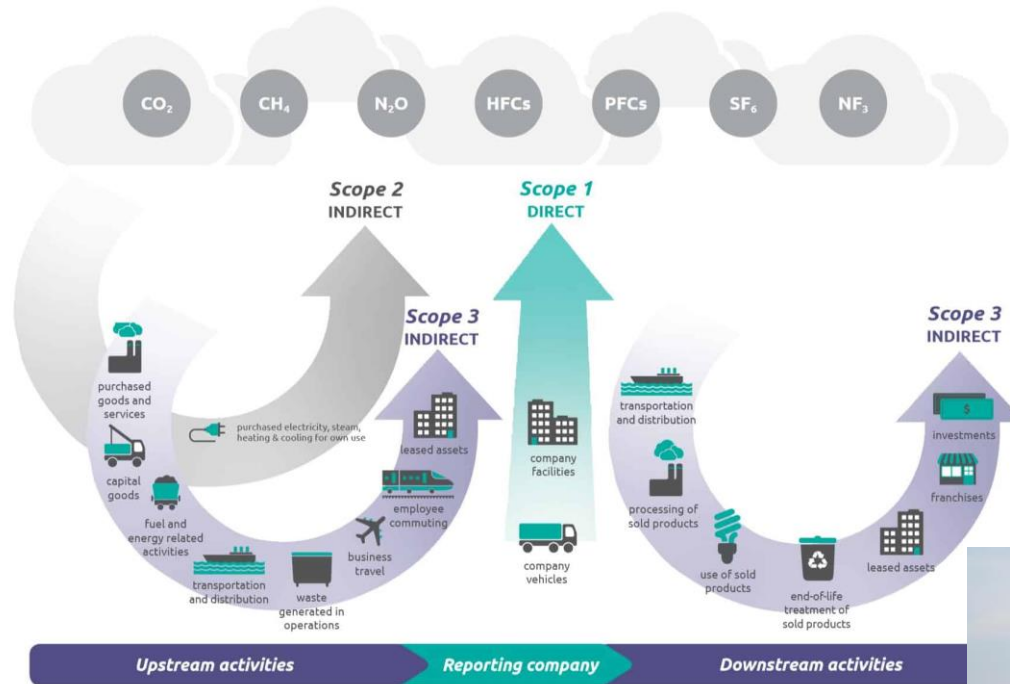 CO₂
CH₄
N₂O
HFCs
PFCs
SF₆
NF₃
Scope 2
INDIRECT
Scope 1
DIRECT
Scope 3
INDIRECT
Scope 3
INDIRECT
purchased
goods and
services
capital
goods
fuel and
energy related
activities
purchased electricity, steam,
heating & cooling for own use
transportation
and distribution
waste
generated in
operations
business
travel
employee
commuting
leased assets
company
facilities
company
vehicles
transportation
and distribution
processing of
sold products
use of sold
products
end-of-life
treatment of
sold products
leased assets
franchises
investments
$
Upstream activities
Reporting company
Downstream activities